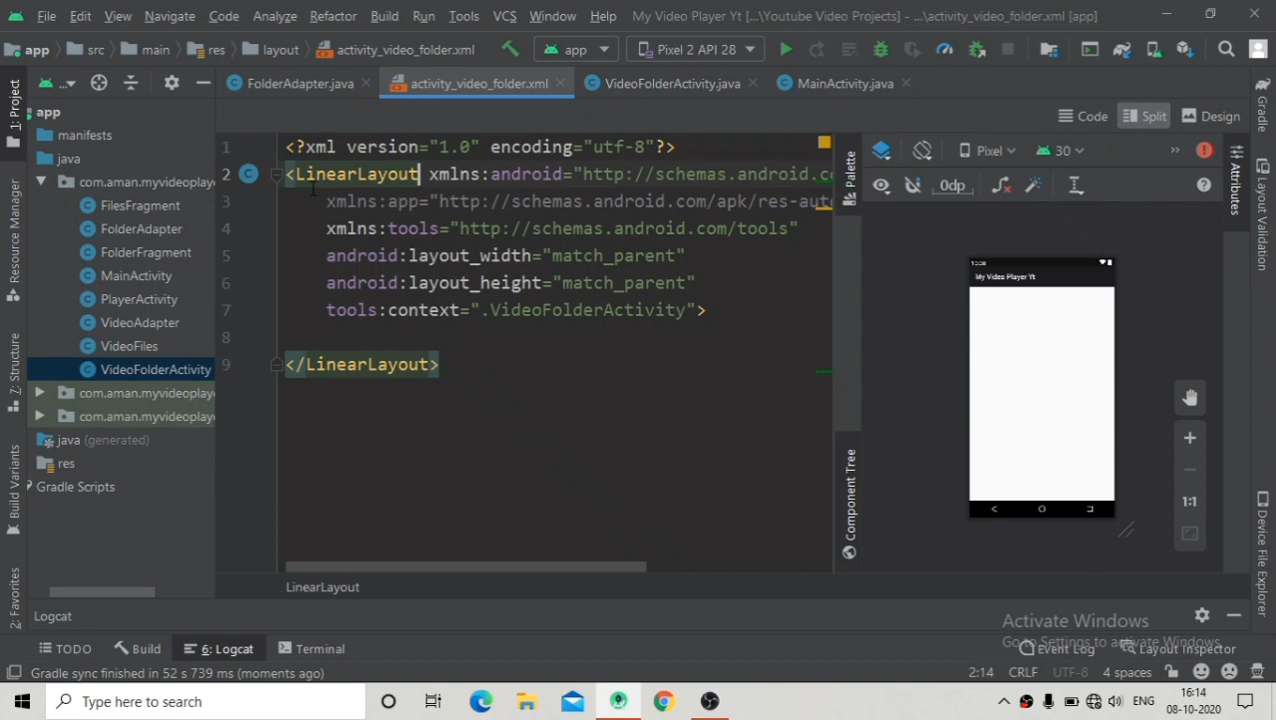 File Edit View Navigate Code Analyze Refactor Build Run Tools VCS Window Help My Video Player Yt [...\Youtube Video Projects] - ...\activity_video_folder.xml [app]
app src main res layout activity_video_folder.xml app Pixel 2 API 28
FolderAdapter.java activity_video_folder.xml VideoFolderActivity.java MainActivity.java
Code Split Design
1: Project
Resource Manager
Z: Structure
Build Variants
2: Favorites
app
manifests
java
com.aman.myvideoplay
FilesFragment
FolderAdapter
FolderFragment
MainActivity
PlayerActivity
VideoAdapter
VideoFiles
VideoFolderActivity
com.aman.myvideoplay
com.aman.myvideoplay
java (generated)
res
Gradle Scripts
1 <?xml version="1.0" encoding="utf-8"?>
2 <LinearLayout xmlns:android="http://schemas.android.co
3 xmlns:app="http://schemas.android.com/apk/res-auto
4 xmlns:tools="http://schemas.android.com/tools"
5 android:layout_width="match_parent"
6 android:layout_height="match_parent"
7 tools:context=".VideoFolderActivity">
8
9 </LinearLayout>
LinearLayout
Palette
Component Tree
Pixel 30
0dp
My Video Player Yt
1:1
Attributes
Gradle
Layout Validation
Device File Explorer
Logcat
Activate Windows
Go to Settings to activate Windows.
TODO Build 6: Logcat Terminal Event Log Layout Inspector
Gradle sync finished in 52 s 739 ms (moments ago) 2:14 CRLF UTF-8 4 spaces
Type here to search ENG 16:14
08-10-2020